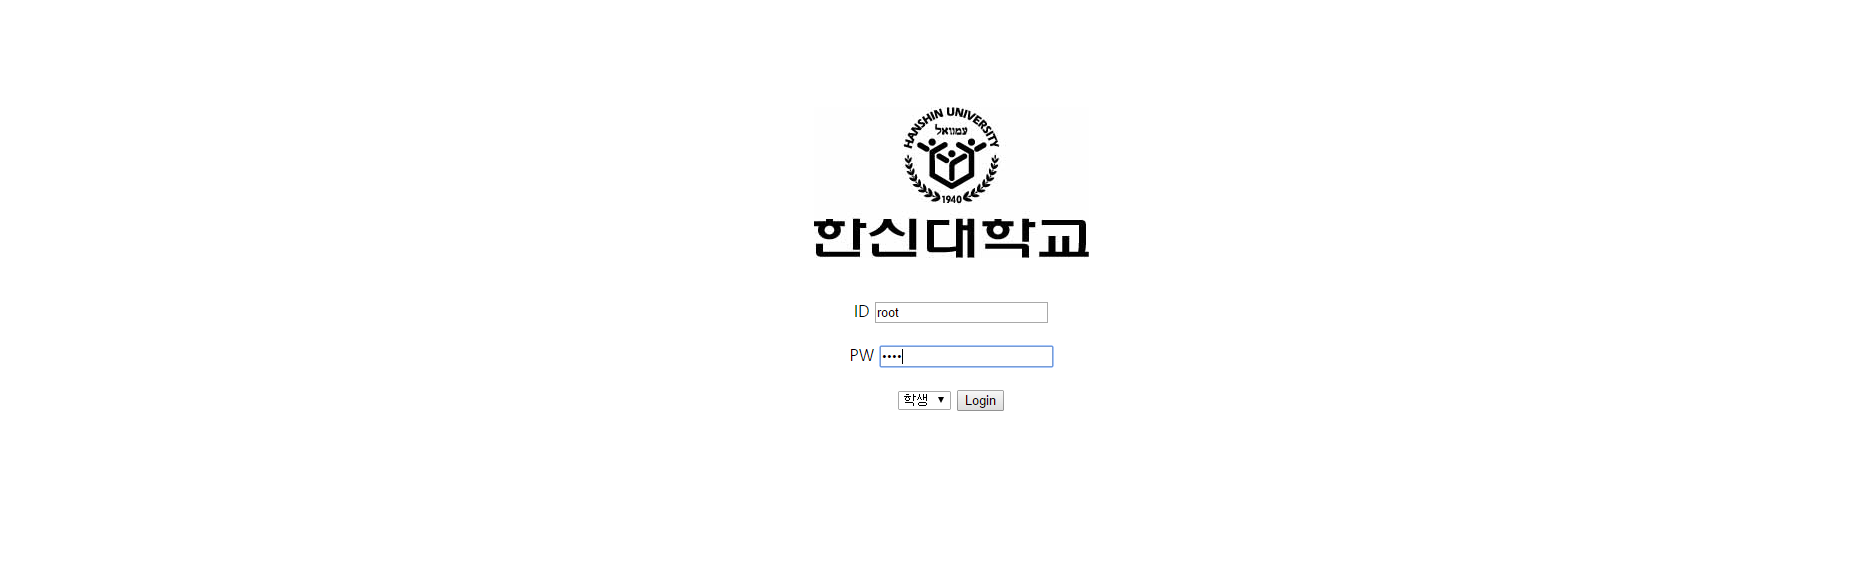 HANSHIN UNIVERSITY
עמנואל
1940
한신대학교
ID root
PW ••••
학생 ▼ Login